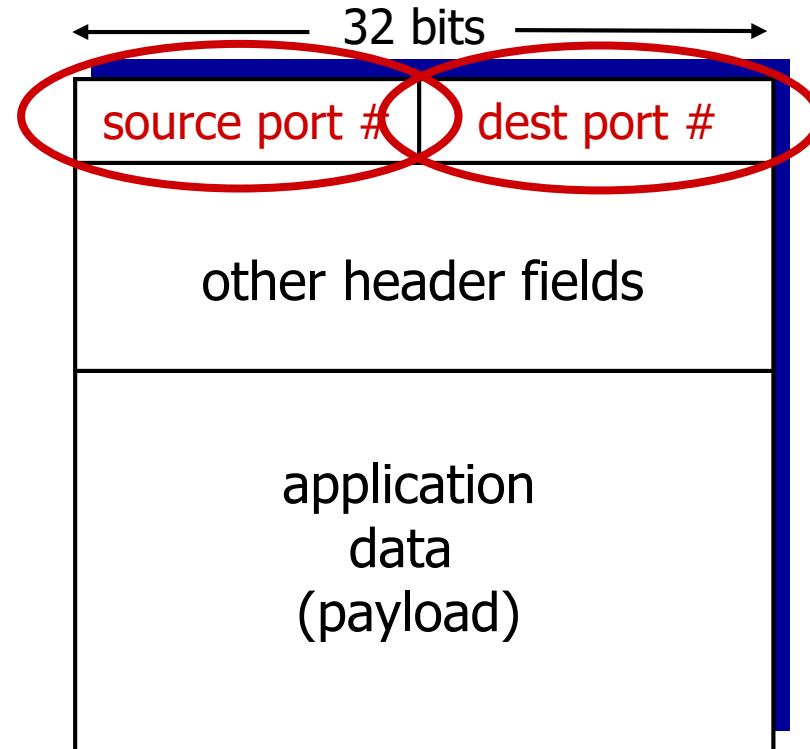 32 bits
source port # dest port #
other header fields
application
data
(payload)